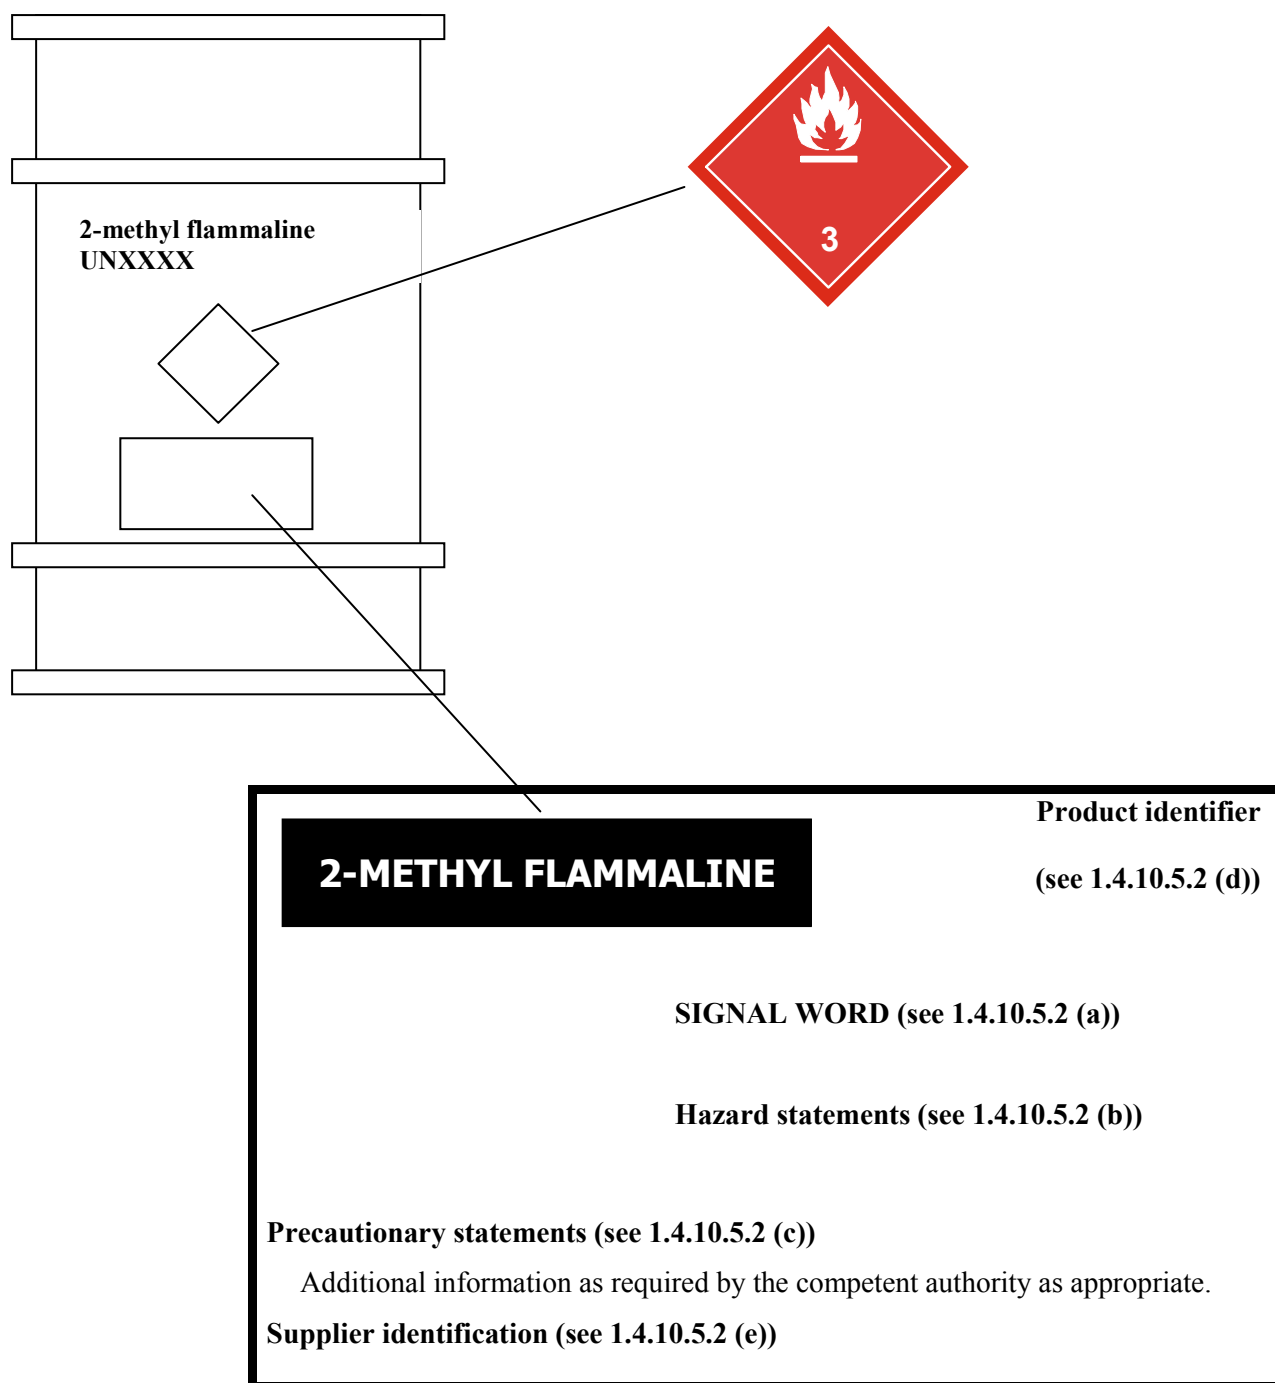 2-methyl flammaline
UNXXXX
3
2-METHYL FLAMMALINE
Product identifier
(see 1.4.10.5.2 (d))
SIGNAL WORD (see 1.4.10.5.2 (a))
Hazard statements (see 1.4.10.5.2 (b))
Precautionary statements (see 1.4.10.5.2 (c))
Additional information as required by the competent authority as appropriate.
Supplier identification (see 1.4.10.5.2 (e))